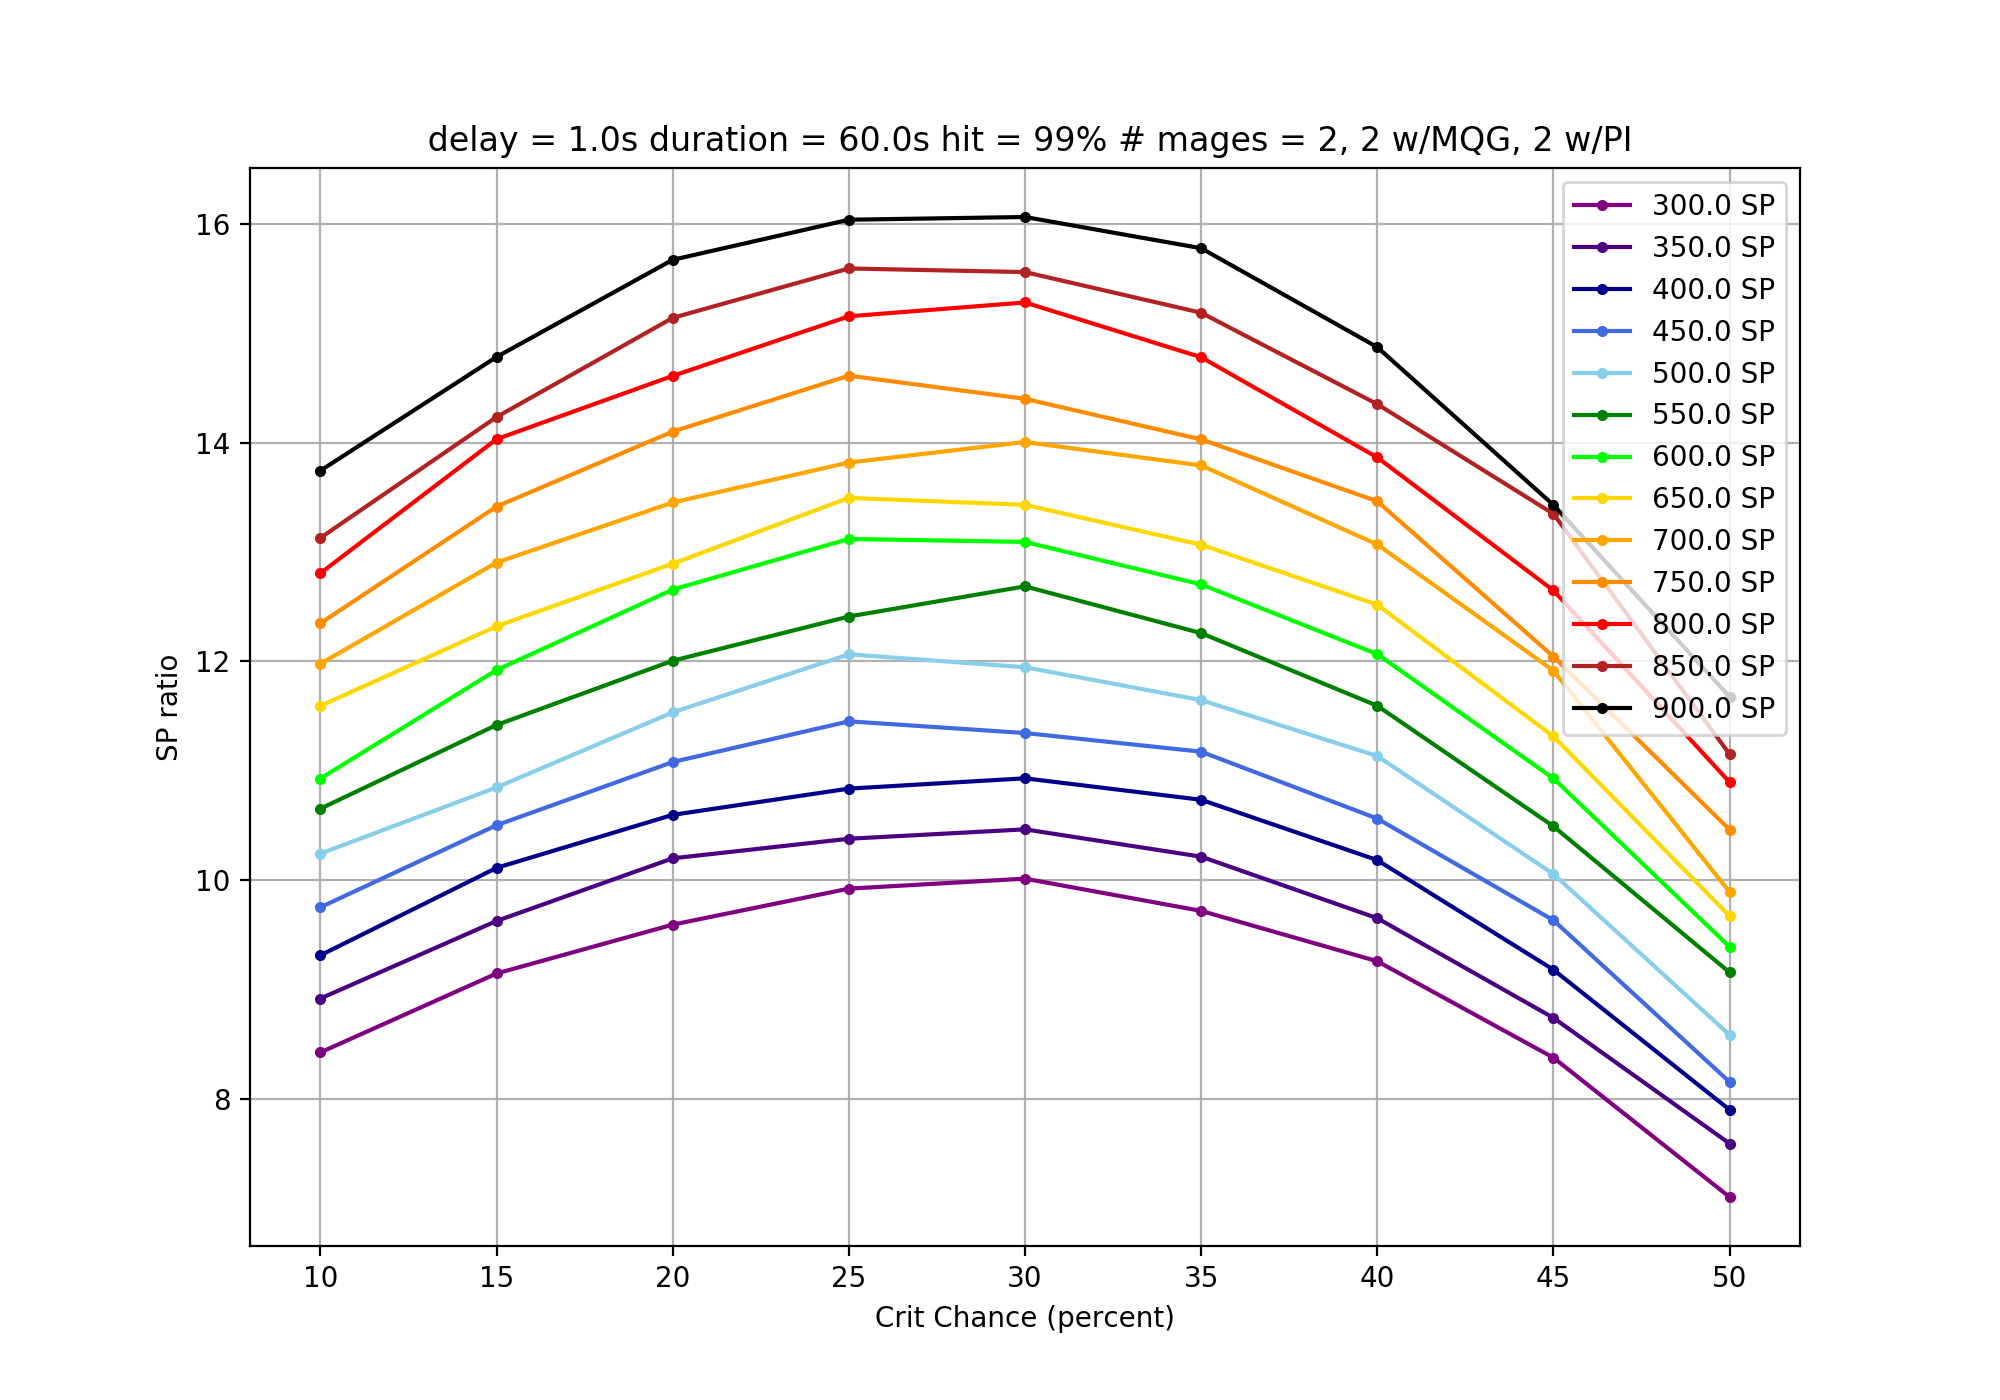 delay = 1.0s duration = 60.0s hit = 99% # mages = 2, 2 w/MQG, 2 w/PI
16
14
12
10
8
SP ratio
300.0 SP
350.0 SP
400.0 SP
450.0 SP
500.0 SP
550.0 SP
600.0 SP
650.0 SP
700.0 SP
750.0 SP
800.0 SP
850.0 SP
900.0 SP
10 15 20 25 30 35 40 45 50
Crit Chance (percent)